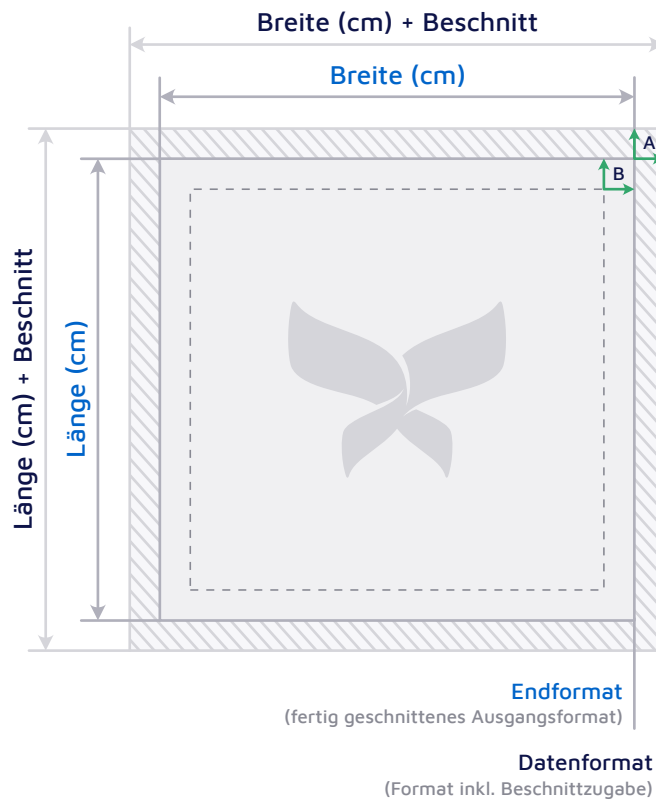 Breite (cm) + Beschnitt
Breite (cm)
A
B
Länge (cm) + Beschnitt
Länge (cm)
Endformat
(fertig geschnittenes Ausgangsformat)
Datenformat
(Format inkl. Beschnittzugabe)